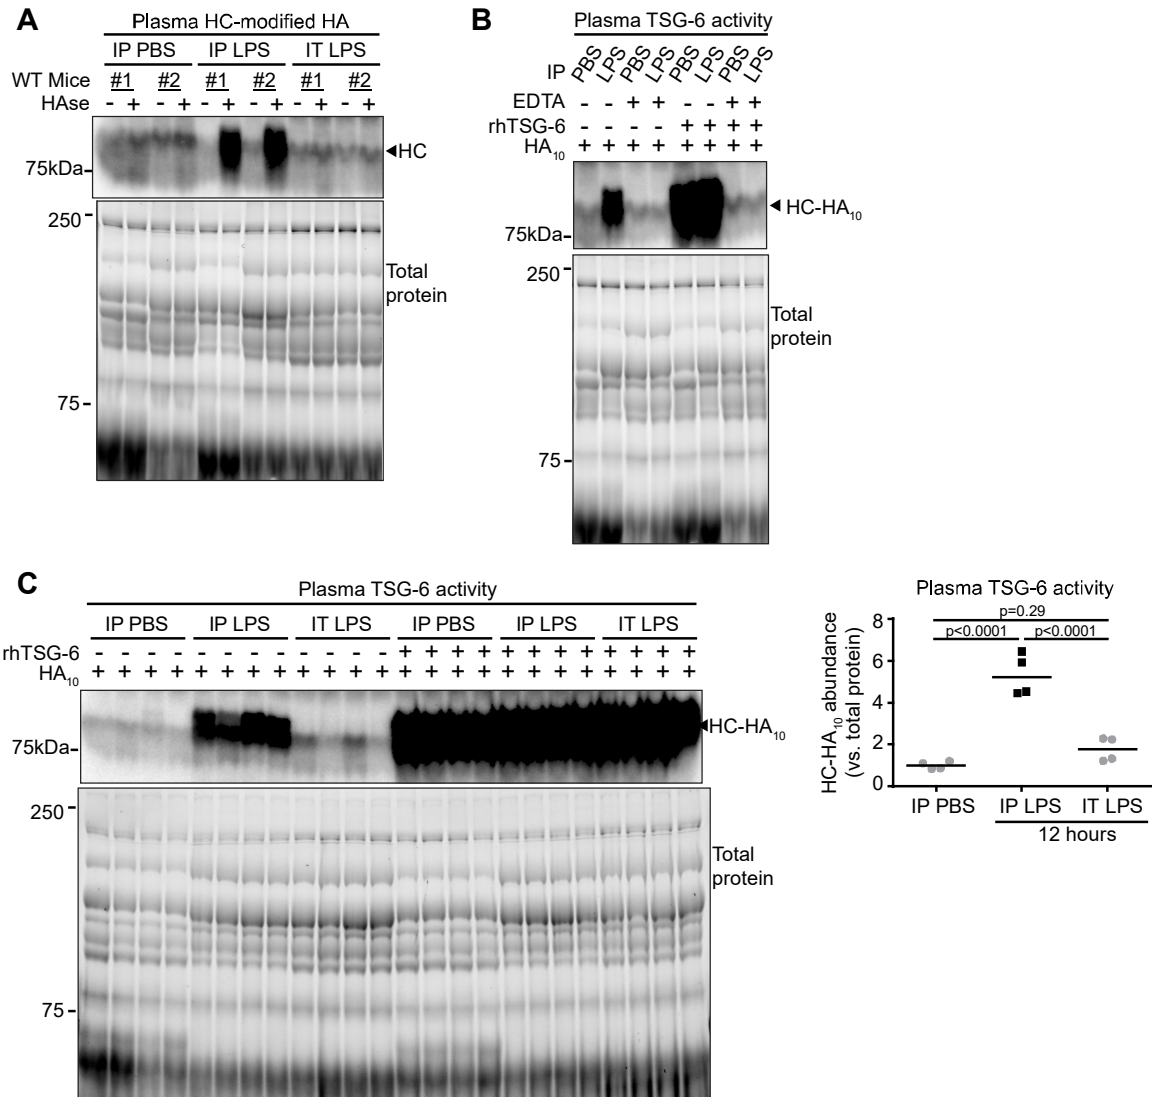 A
Plasma HC-modified HA
IP PBS IP LPS IT LPS
WT Mice #1 #2 #1 #2 #1 #2
HAse - + - + - + - + - + - +
HC
75kDa
250
Total
protein
75
B
Plasma TSG-6 activity
IP PBS LPS PBS LPS PBS LPS PBS LPS
EDTA - - + + - - + +
rhTSG-6 - - - - + + + +
HA10 + + + + + + + +
HC-HA10
75kDa
250
Total
protein
75
C
Plasma TSG-6 activity
IP PBS IP LPS IT LPS IP PBS IP LPS IT LPS
rhTSG-6 - - - - - - - - - - - - + + + + + + + + + + + +
HA10 + + + + + + + + + + + + + + + + + + + + + + + +
HC-HA10
75kDa
250
Total
protein
75
Plasma TSG-6 activity
p=0.29
p<0.0001 p<0.0001
HC-HA10 abundance
(vs. total protein)
8
6
4
2
0
IP PBS IP LPS IT LPS
12 hours